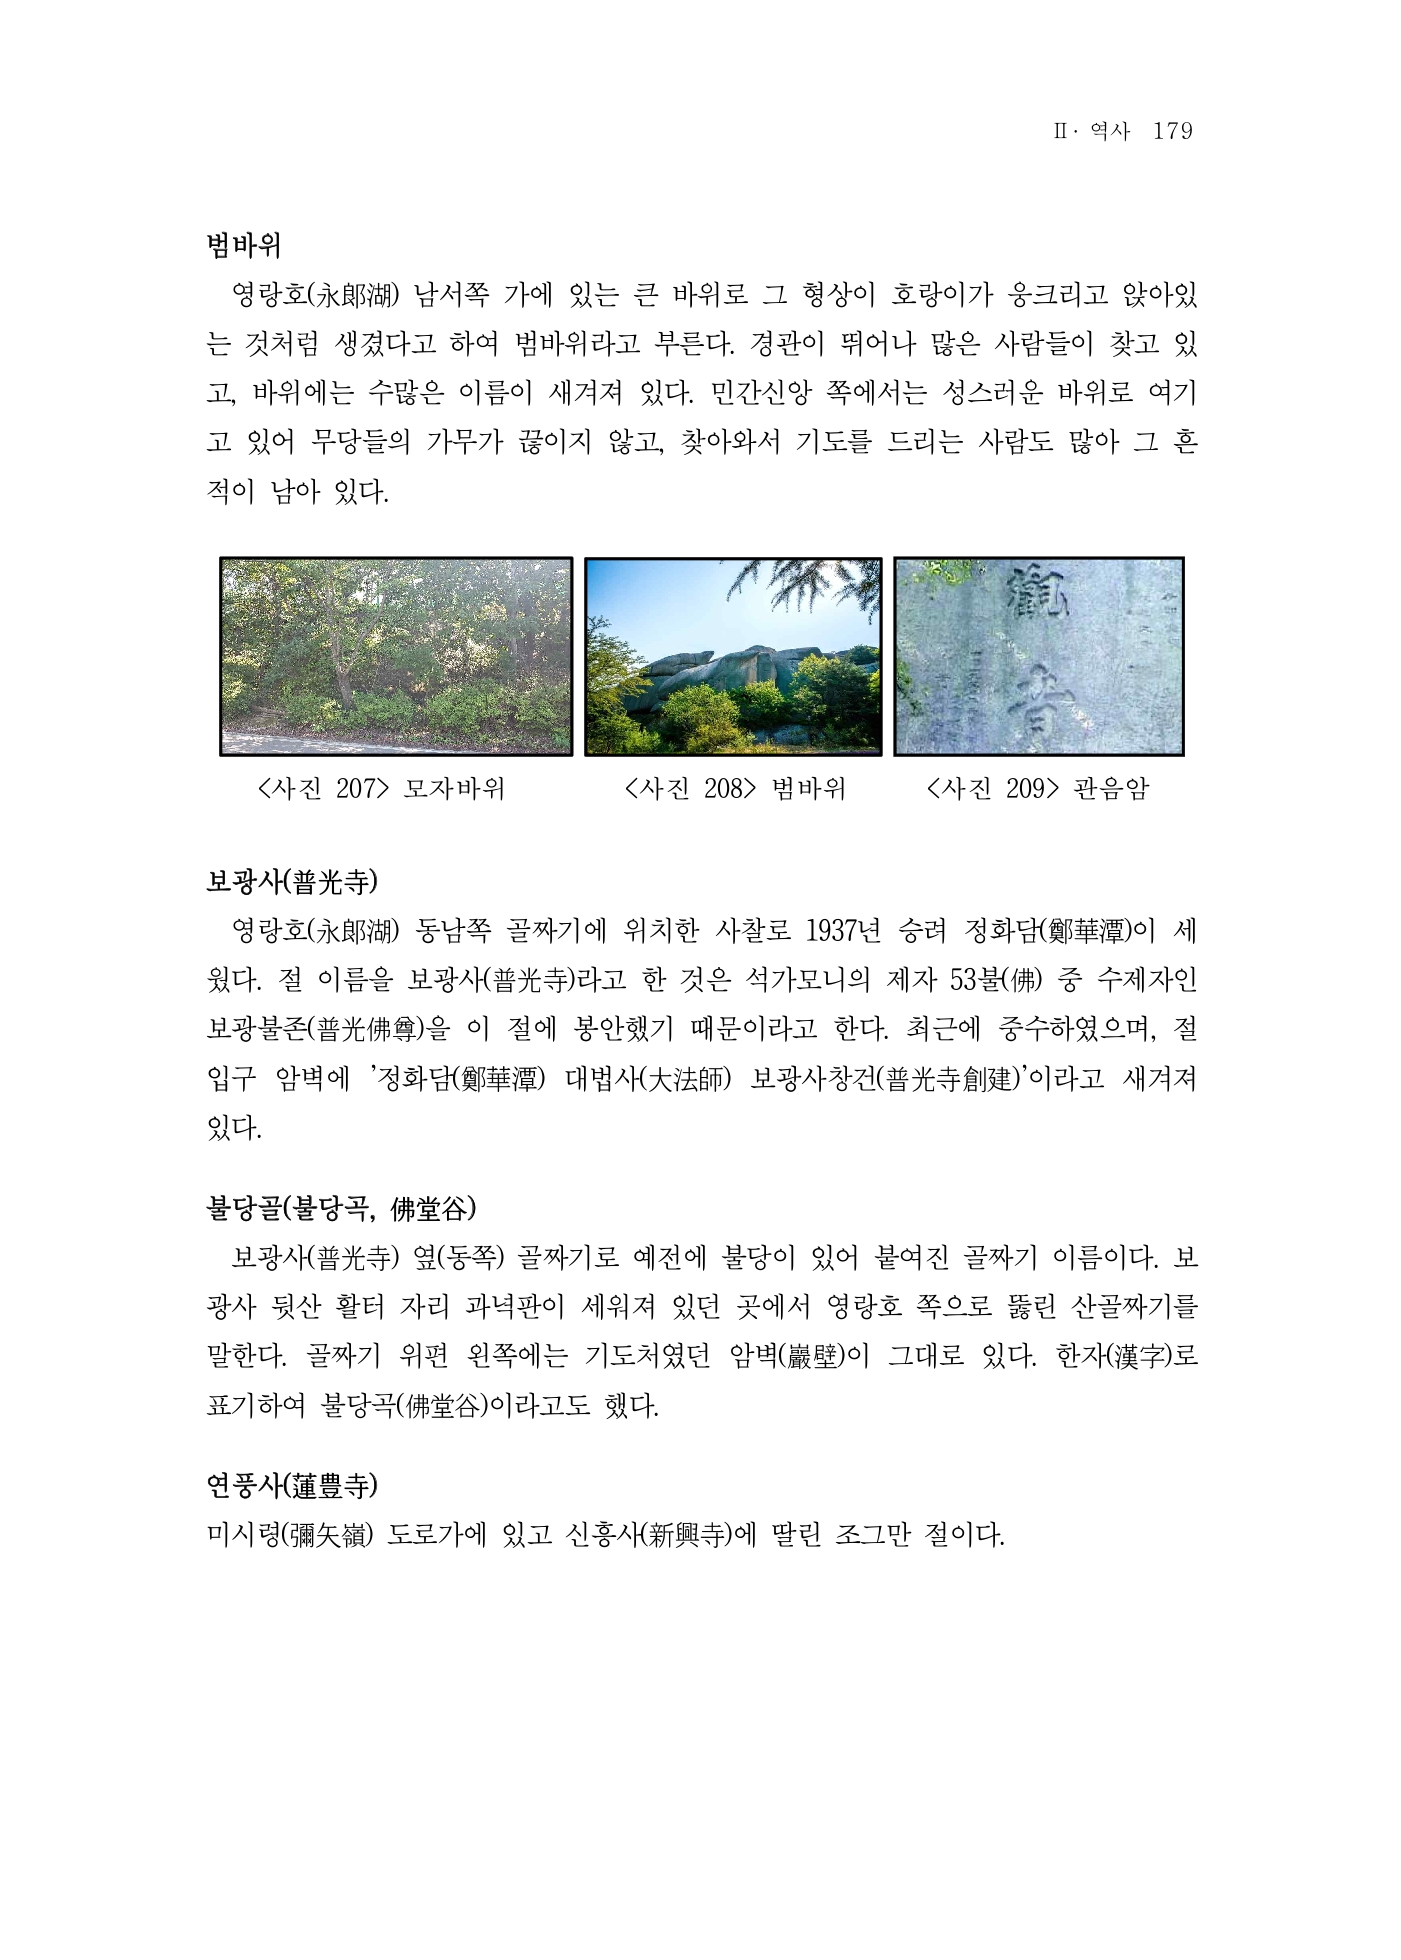 Ⅱ· 역사 179
범바위
영랑호(永郞湖) 남서쪽 가에 있는 큰 바위로 그 형상이 호랑이가 웅크리고 앉아있
는 것처럼 생겼다고 하여 범바위라고 부른다. 경관이 뛰어나 많은 사람들이 찾고 있
고, 바위에는 수많은 이름이 새겨져 있다. 민간신앙 쪽에서는 성스러운 바위로 여기
고 있어 무당들의 가무가 끊이지 않고, 찾아와서 기도를 드리는 사람도 많아 그 흔
적이 남아 있다.
觀
音
<사진 207> 모자바위
<사진 208> 범바위
<사진 209> 관음암
보광사(普光寺)
영랑호(永郞湖) 동남쪽 골짜기에 위치한 사찰로 1937년 승려 정화담(鄭華潭)이 세
웠다. 절 이름을 보광사(普光寺)라고 한 것은 석가모니의 제자 53불(佛) 중 수제자인
보광불존(普光佛尊)을 이 절에 봉안했기 때문이라고 한다. 최근에 중수하였으며, 절
입구 암벽에 ’정화담(鄭華潭) 대법사(大法師) 보광사창건(普光寺創建)’이라고 새겨져
있다.
불당골(불당곡, 佛堂谷)
보광사(普光寺) 옆(동쪽) 골짜기로 예전에 불당이 있어 붙여진 골짜기 이름이다. 보
광사 뒷산 활터 자리 과녁판이 세워져 있던 곳에서 영랑호 쪽으로 뚫린 산골짜기를
말한다. 골짜기 위편 왼쪽에는 기도처였던 암벽(巖壁)이 그대로 있다. 한자(漢字)로
표기하여 불당곡(佛堂谷)이라고도 했다.
연풍사(蓮豊寺)
미시령(彌矢嶺) 도로가에 있고 신흥사(新興寺)에 딸린 조그만 절이다.